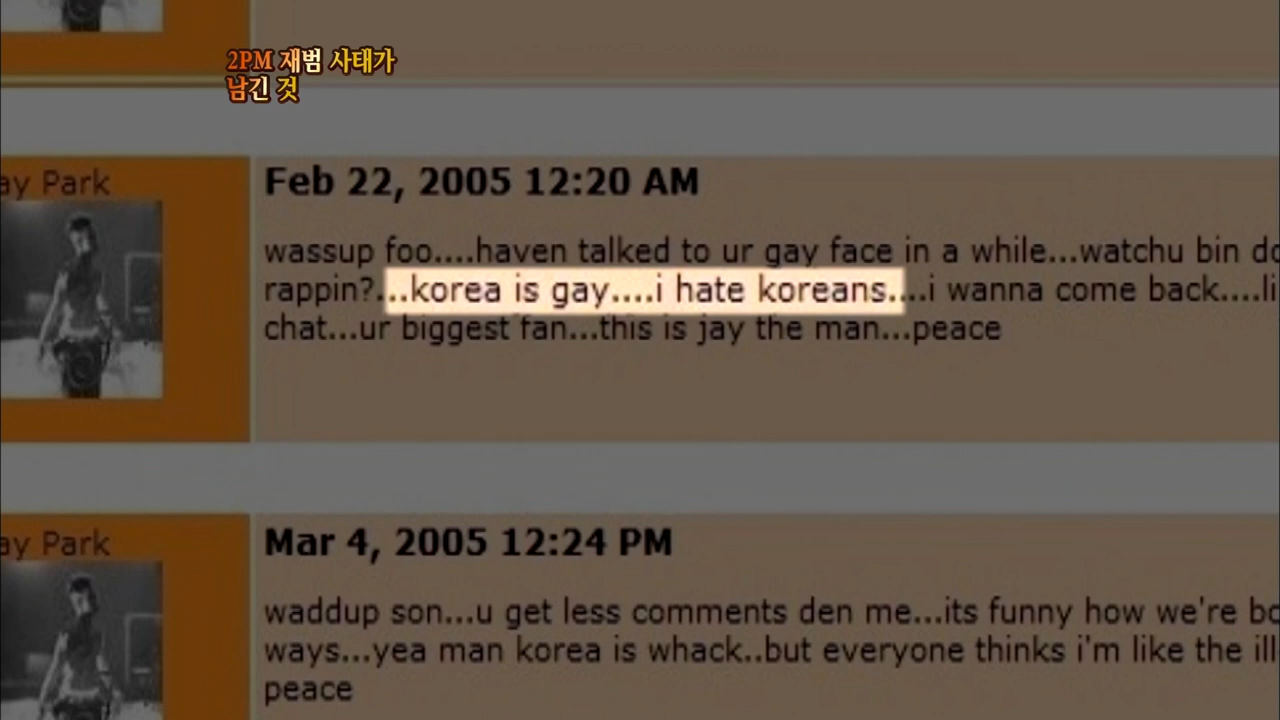 2PM 재범 사태가
남긴 것
ay Park
Feb 22, 2005 12:20 AM
wassup foo....haven talked to ur gay face in a while...watchu bin do
rappin?...korea is gay....i hate koreans....i wanna come back....li
chat...ur biggest fan...this is jay the man...peace
ay Park
Mar 4, 2005 12:24 PM
waddup son...u get less comments den me...its funny how we're bo
ways...yea man korea is whack..but everyone thinks i'm like the ill
peace